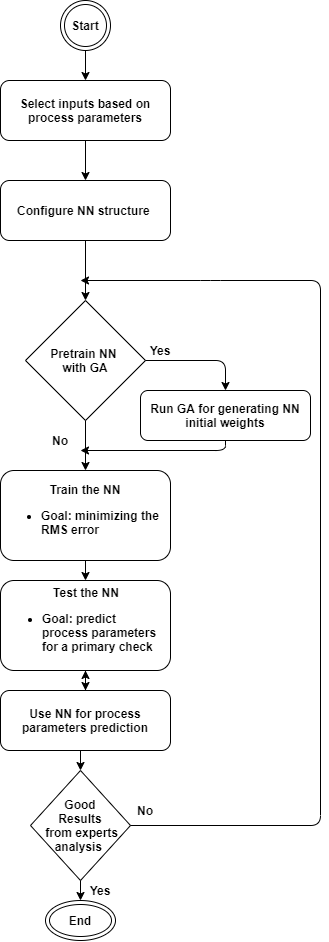 Start
Select inputs based on
process parameters
Configure NN structure
Pretrain NN
with GA
Yes
Run GA for generating NN
initial weights
No
Train the NN
• Goal: minimizing the
RMS error
Test the NN
• Goal: predict
process parameters
for a primary check
Use NN for process
parameters prediction
Good
Results
from experts
analysis
No
Yes
End